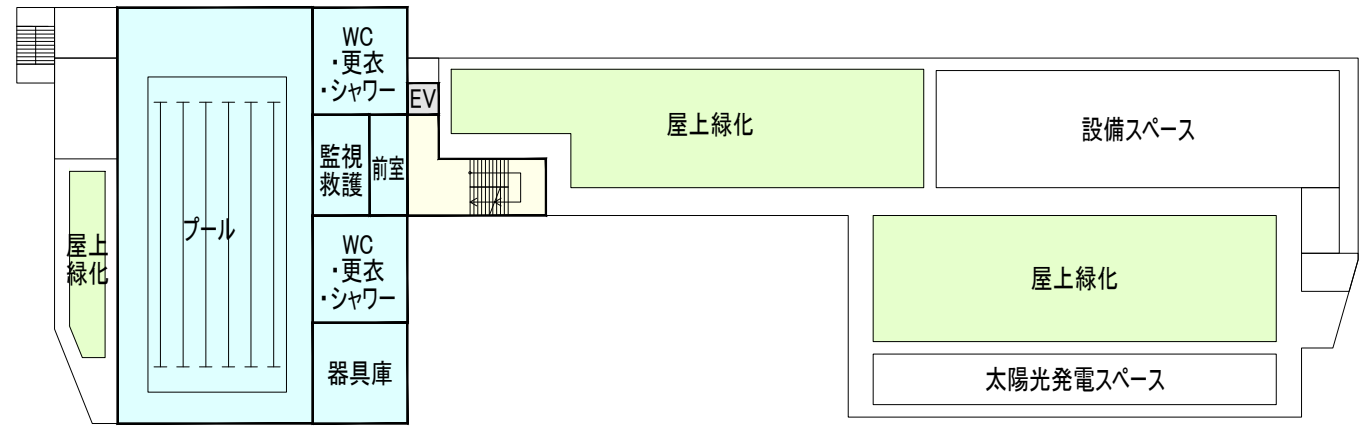 WC
・更衣
・シャワー
EV
屋上緑化
設備スペース
監視
救護
前室
プール
屋上
緑化
WC
・更衣
・シャワー
屋上緑化
器具庫
太陽光発電スペース